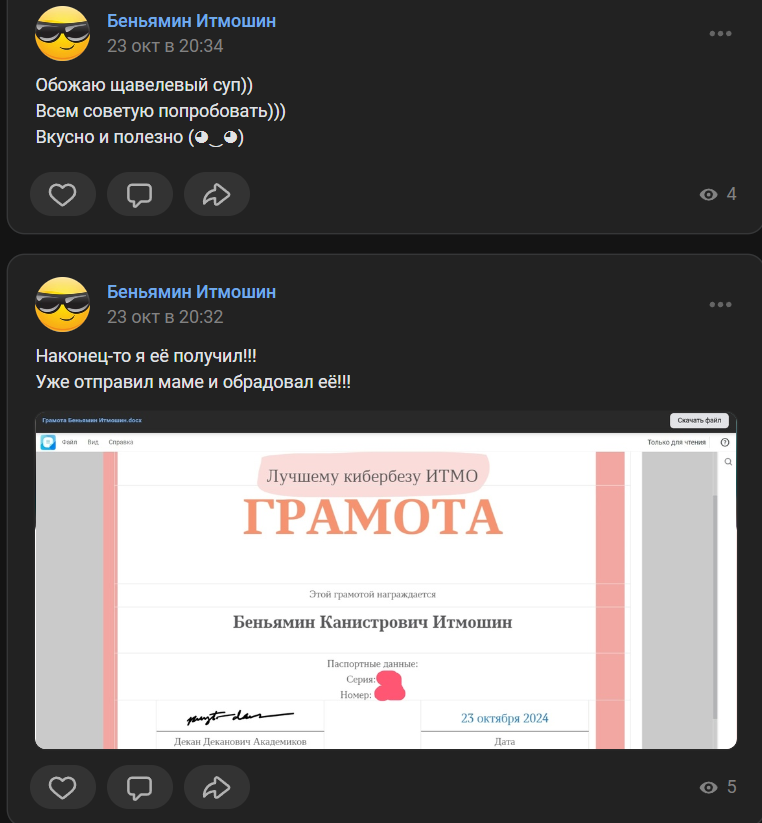 Беньямин Итмошин
23 окт в 20:34
Обожаю щавелевый суп))
Всем советую попробовать)))
Вкусно и полезно (◕‿◕)
4
Беньямин Итмошин
23 окт в 20:32
Наконец-то я её получил!!!
Уже отправил маме и обрадовал её!!!
Грамота Беньямин Итмошин.docx
Скачать файл
Файл Вид Справка
Только для чтения
Лучшему кибербезу ИТМО
ГРАМОТА
Этой грамотой награждается
Беньямин Канистрович Итмошин
Паспортные данные:
Серия:
Номер:
23 октября 2024
Декан Деканович Академиков
Дата
5